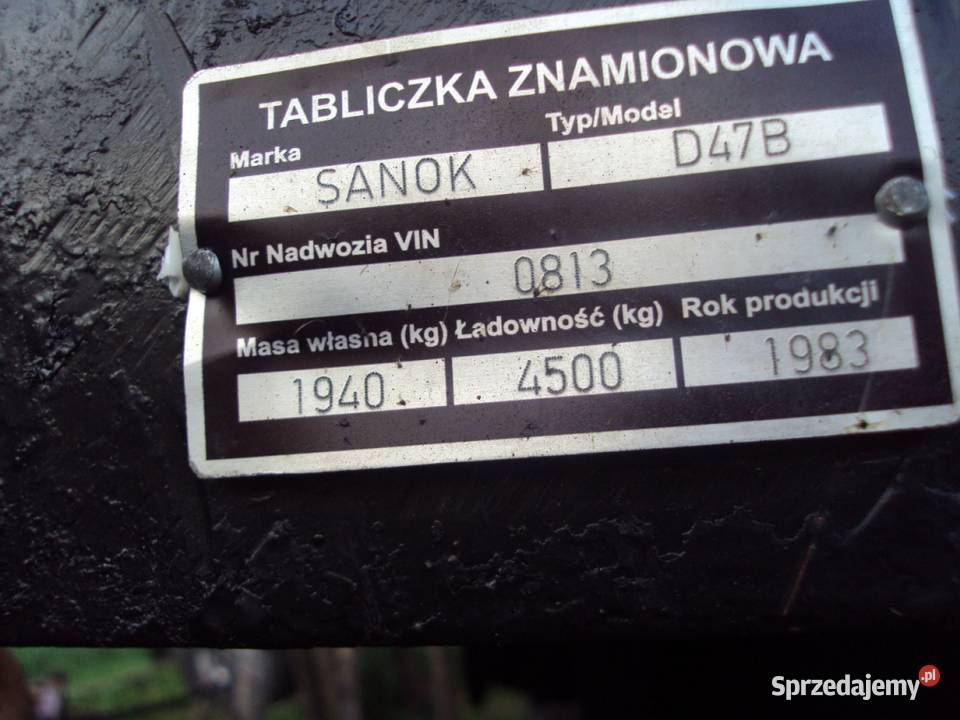 TABLICZKA ZNAMIONOWA
Marka Typ/Model
SANOK D47B
Nr Nadwozia VIN
0813
Masa własna (kg) Ładowność (kg) Rok produkcji
1940 4500 1983
Sprzedajemy.pl